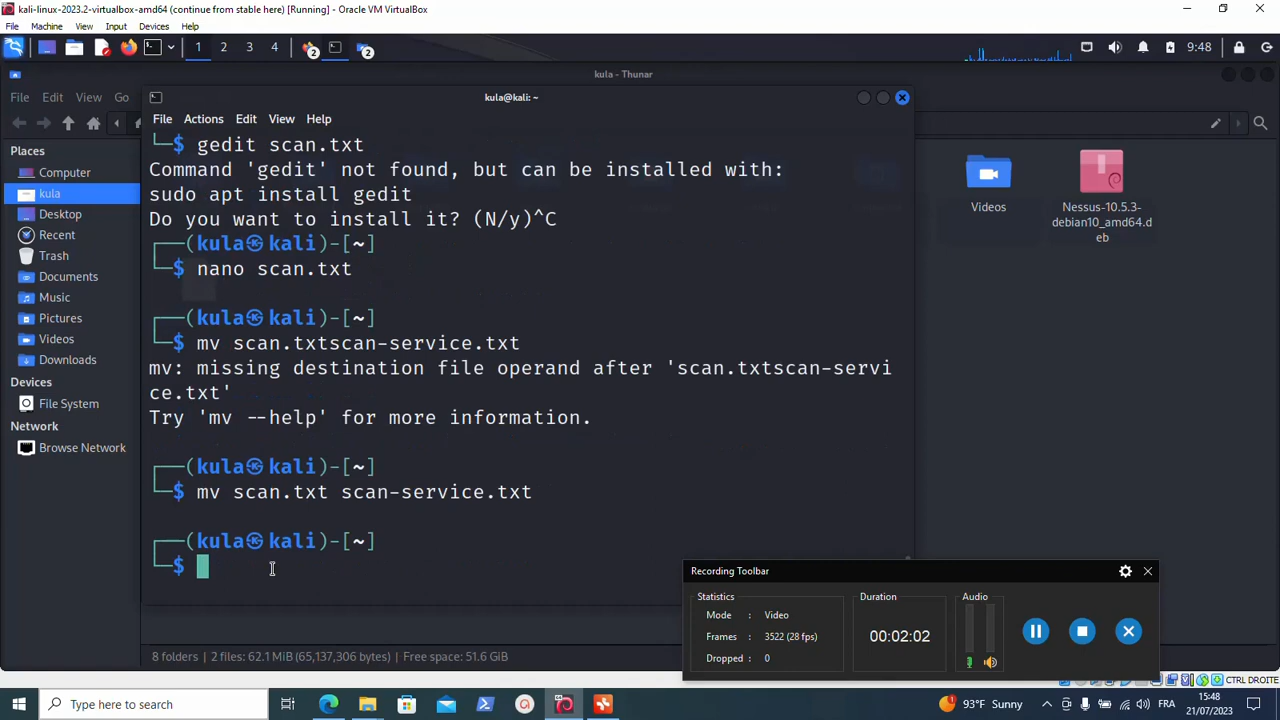 kali-linux-2023.2-virtualbox-amd64 (continue from stable here) [Running] - Oracle VM VirtualBox
File Machine View Input Devices Help
1 2 3 4 2 2 9:48
kula - Thunar
File Edit View Go
kula@kali: ~
File Actions Edit View Help
Places
Computer
kula
Desktop
Recent
Trash
Documents
Music
Pictures
Videos
Downloads
Devices
File System
Network
Browse Network
└─$ gedit scan.txt
Command 'gedit' not found, but can be installed with:
sudo apt install gedit
Do you want to install it? (N/y)^C
┌──(kula㉿kali)-[~]
└─$ nano scan.txt
┌──(kula㉿kali)-[~]
└─$ mv scan.txtscan-service.txt
mv: missing destination file operand after 'scan.txtscan-servi
ce.txt'
Try 'mv --help' for more information.
┌──(kula㉿kali)-[~]
└─$ mv scan.txt scan-service.txt
┌──(kula㉿kali)-[~]
└─$
Videos
Nessus-10.5.3-
debian10_amd64.d
eb
8 folders | 2 files: 62.1 MiB (65,137,306 bytes) | Free space: 51.6 GiB
Recording Toolbar
Statistics
Mode : Video
Frames : 3522 (28 fps)
Dropped : 0
Duration
00:02:02
Audio
CTRL DROITE
Type here to search
93°F Sunny
FRA
15:48
21/07/2023